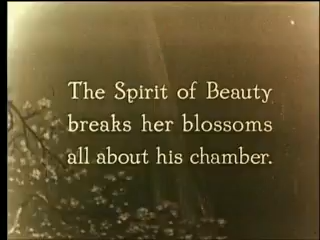 The Spirit of Beauty
breaks her blossoms
all about his chamber.